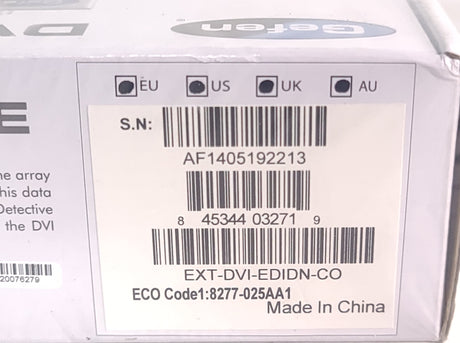 Gefen
DV
EU US UK AU
E
S.N:
AF1405192213
8 45344 03271 9
EXT-DVI-EDIDN-CO
ECO Code1:8277-025AA1
Made In China
array
his data
Detective
the DVI
20076279